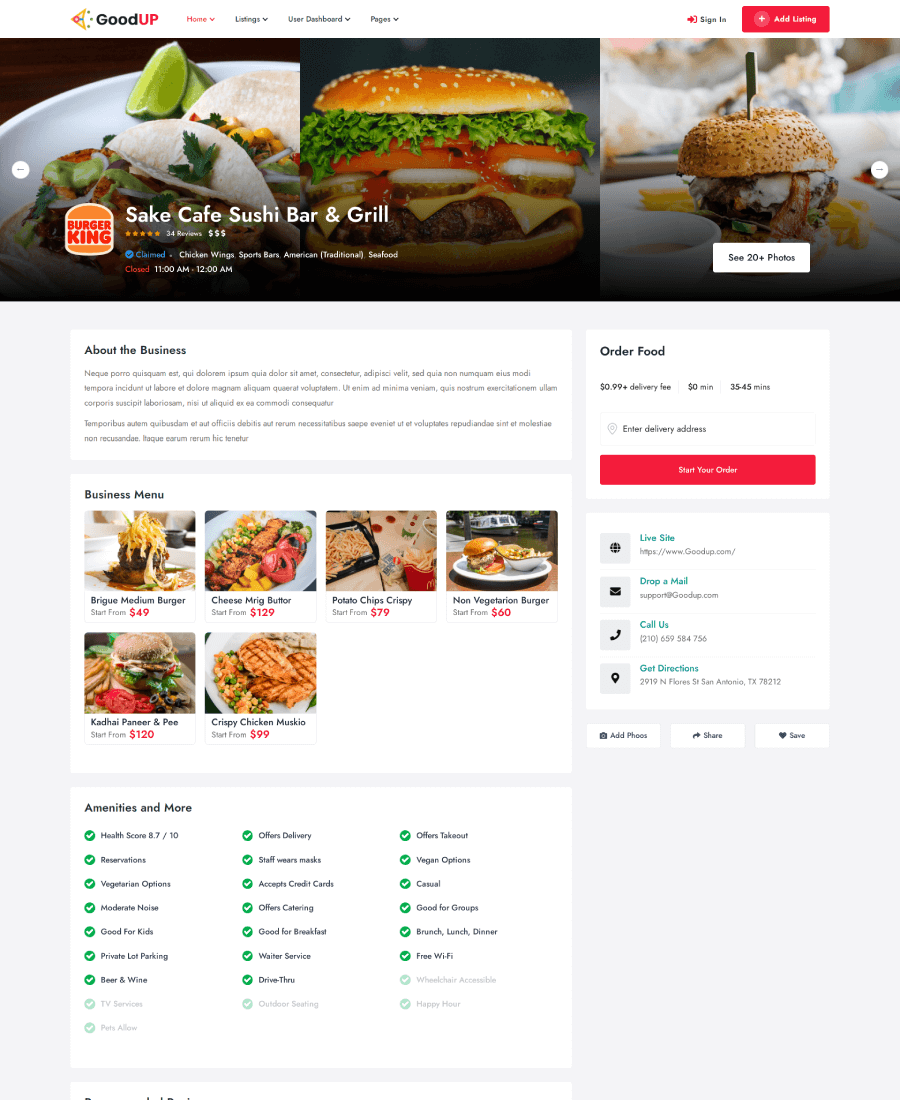 GoodUP
Home
Listings
User Dashboard
Pages
Sign In
Add Listing
BURGER
KING
Sake Cafe Sushi Bar & Grill
34 Reviews $$$
Claimed Chicken Wings, Sports Bars, American (Traditional), Seafood
Closed 11:00 AM - 12:00 AM
See 20+ Photos
About the Business
Neque porro quisquam est, qui dolorem ipsum quia dolor sit amet, consectetur, adipisci velit, sed quia non numquam eius modi
tempora incidunt ut labore et dolore magnam aliquam quaerat voluptatem. Ut enim ad minima veniam, quis nostrum exercitationem ullam
corporis suscipit laboriosam, nisi ut aliquid ex ea commodi consequatur
Temporibus autem quibusdam et aut officiis debitis aut rerum necessitatibus saepe eveniet ut et voluptates repudiandae sint et molestiae
non recusandae. Itaque earum rerum hic tenetur
Order Food
$0.99+ delivery fee
$0 min
35-45 mins
Enter delivery address
Start Your Order
Business Menu
Brigue Medium Burger
Start From $49
Cheese Mrig Buttor
Start From $129
Potato Chips Crispy
Start From $79
Non Vegetarion Burger
Start From $60
Kadhai Paneer & Pee
Start From $120
Crispy Chicken Muskio
Start From $99
Live Site
https://www.Goodup.com/
Drop a Mail
support@Goodup.com
Call Us
(210) 659 584 756
Get Directions
2919 N Flores St San Antonio, TX 78212
Add Phoos
Share
Save
Amenities and More
Health Score 8.7 / 10
Offers Delivery
Offers Takeout
Reservations
Staff wears masks
Vegan Options
Vegetarian Options
Accepts Credit Cards
Casual
Moderate Noise
Offers Catering
Good for Groups
Good For Kids
Good for Breakfast
Brunch, Lunch, Dinner
Private Lot Parking
Waiter Service
Free Wi-Fi
Beer & Wine
Drive-Thru
Wheelchair Accessible
TV Services
Outdoor Seating
Happy Hour
Pets Allow